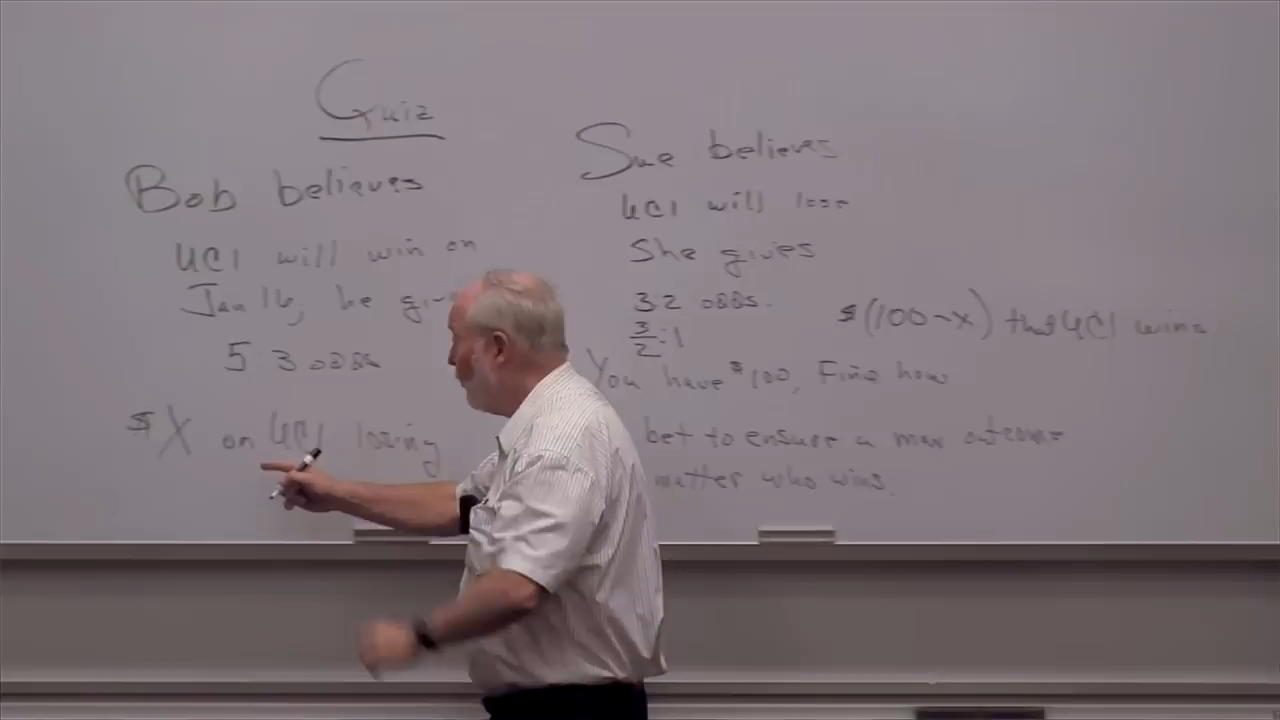 Quiz
Bob believes
UCI will win on
Jan 16, he
5 3 odds
$X on UCI losing
Sue believes
UCI will lose
She gives
3 2 odds.
3/2 : 1
You have $100, Find how
bet to ensure a max outcome
matter who wins.
$(100-X) that UCI wins